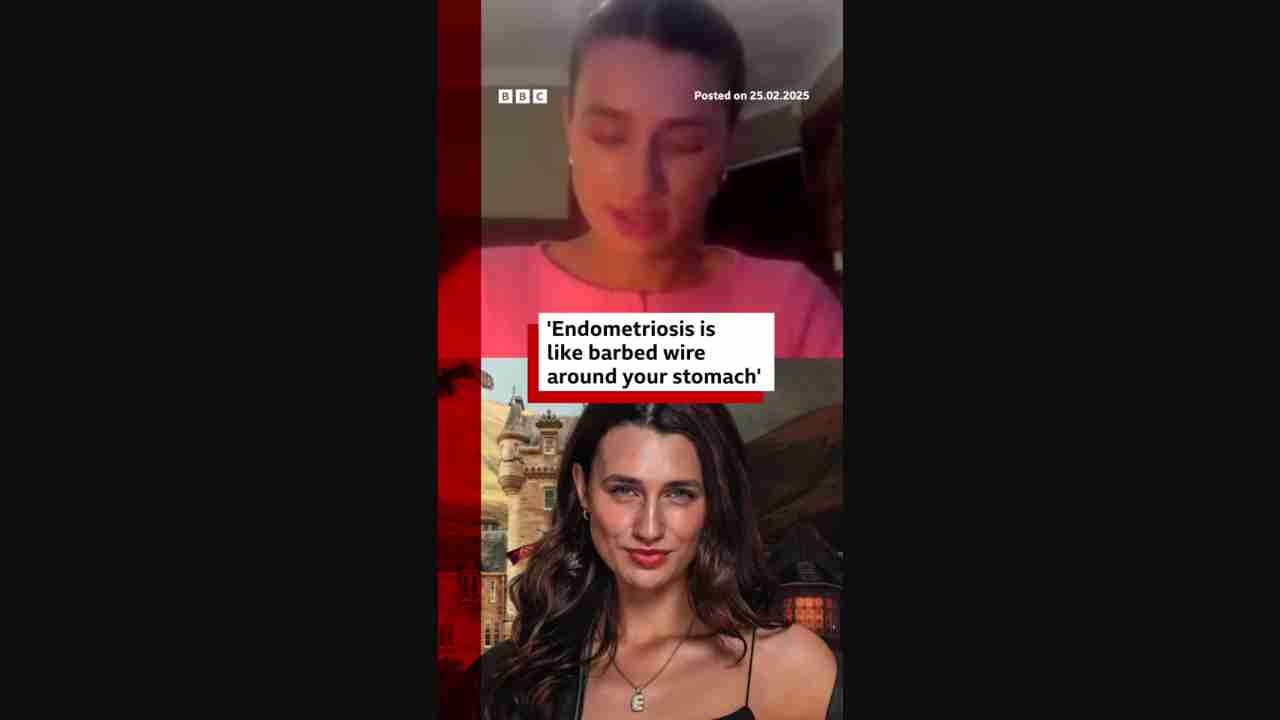 BBC
Posted on 25.02.2025
'Endometriosis is
like barbed wire
around your stomach'
E